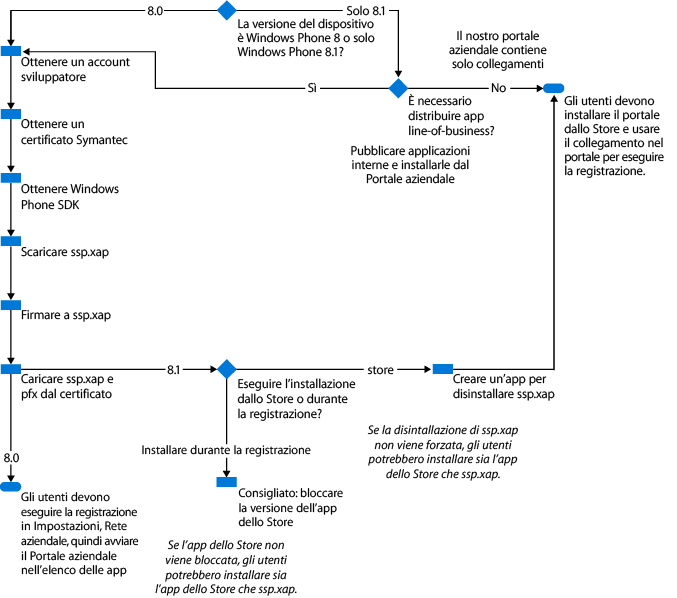 8.0
Solo 8.1
La versione del dispositivo
è Windows Phone 8 o solo
Windows Phone 8.1?
Il nostro portale
aziendale contiene
solo collegamenti
Ottenere un account
sviluppatore
Sì
No
È necessario
distribuire app
line-of-business?
Gli utenti devono
installare il portale
dallo Store e usare
il collegamento nel
portale per eseguire
la registrazione.
Ottenere un
certificato Symantec
Pubblicare applicazioni
interne e installarle dal
Portale aziendale
Ottenere Windows
Phone SDK
Scaricare ssp.xap
Firmare a ssp.xap
8.1
store
Caricare ssp.xap e
pfx dal certificato
Eseguire l'installazione
dallo Store o durante
la registrazione?
Creare un'app per
disinstallare ssp.xap
Se la disintallazione di ssp.xap
non viene forzata, gli utenti
potrebbero installare sia l'app
dello Store che ssp.xap.
Installare durante la registrazione
8.0
Gli utenti devono
eseguire la registrazione
in Impostazioni, Rete
aziendale, quindi avviare
il Portale aziendale
nell'elenco delle app
Consigliato: bloccare
la versione dell'app
dello Store
Se l'app dello Store non
viene bloccata, gli utenti
potrebbero installare sia
l'app dello Store che ssp.xap.